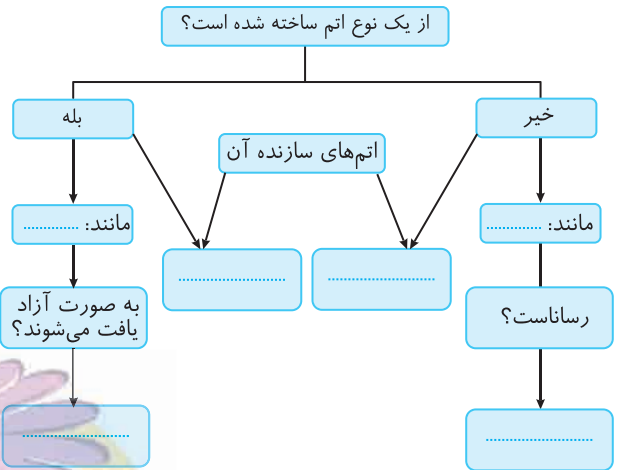 از یک نوع اتم ساخته شده است؟
خیر
بله
اتم‌های سازنده آن
مانند: ..............
مانند: ..............
............................
............................
رساناست؟
به صورت آزاد
یافت می‌شوند؟
............................
............................